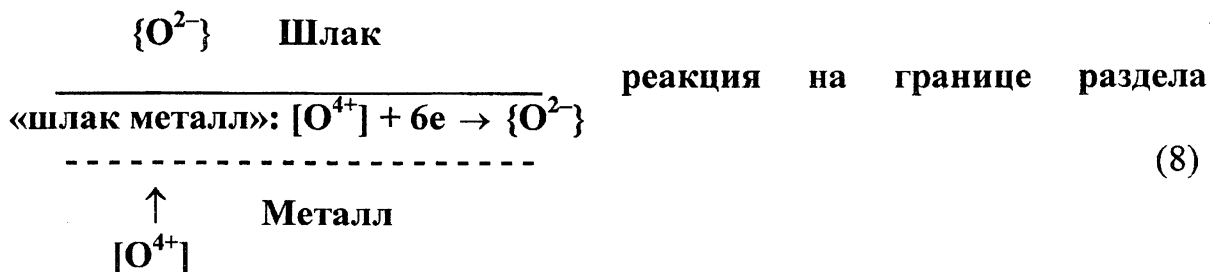 {O²⁻} Шлак
реакция на границе раздела
«шлак металл»: [O⁴⁺] + 6e → {O²⁻}
(8)
↑ Металл
[O⁴⁺]